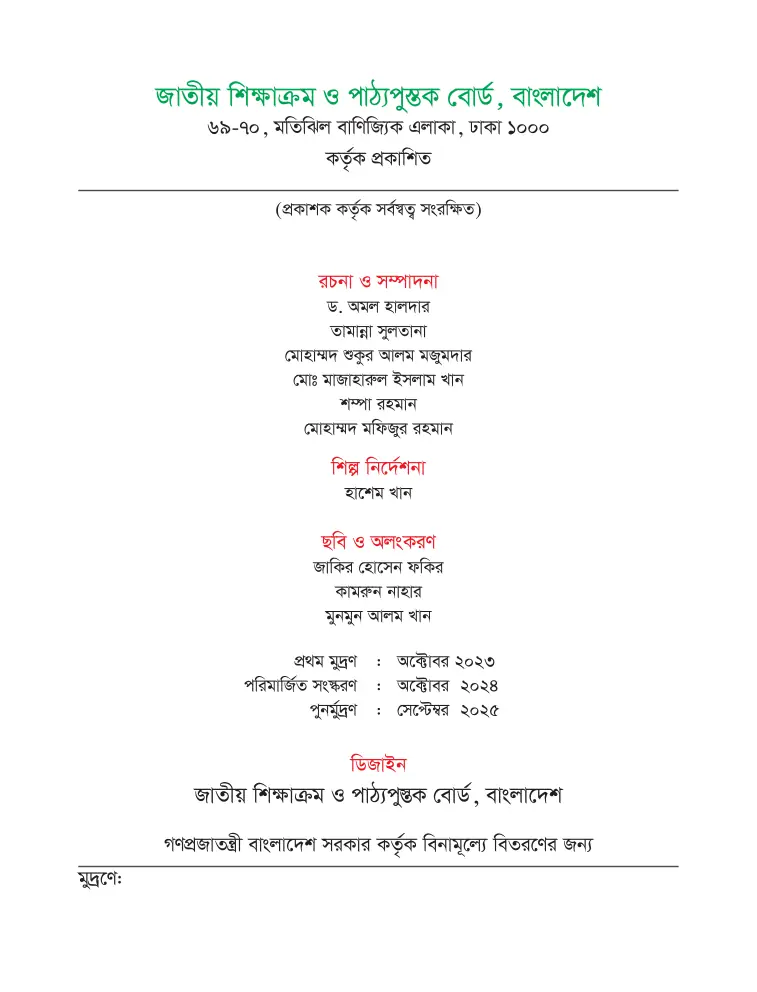 জাতীয় শিক্ষাক্রম ও পাঠ্যপুস্তক বোর্ড, বাংলাদেশ
৬৯-৭০, মতিঝিল বাণিজ্যিক এলাকা, ঢাকা ১০০০
কর্তৃক প্রকাশিত
(প্রকাশক কর্তৃক সর্বস্বত্ব সংরক্ষিত)
রচনা ও সম্পাদনা
ড. অমল হালদার
তামান্না সুলতানা
মোহাম্মদ শুকুর আলম মজুমদার
মোঃ মাজাহারুল ইসলাম খান
শম্পা রহমান
মোহাম্মদ মফিজুর রহমান
শিল্প নির্দেশনা
হাশেম খান
ছবি ও অলংকরণ
জাকির হোসেন ফকির
কামরুন নাহার
মুনমুন আলম খান
প্রথম মুদ্রণ : অক্টোবর ২০২৩
পরিমার্জিত সংস্করণ : অক্টোবর ২০২৪
পুনর্মুদ্রণ : সেপ্টেম্বর ২০২৫
ডিজাইন
জাতীয় শিক্ষাক্রম ও পাঠ্যপুস্তক বোর্ড, বাংলাদেশ
গণপ্রজাতন্ত্রী বাংলাদেশ সরকার কর্তৃক বিনামূল্যে বিতরণের জন্য
মুদ্রণে: